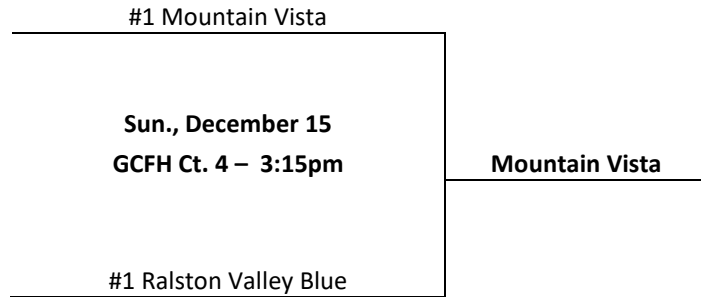 #1 Mountain Vista
Sun., December 15
GCFH Ct. 4 – 3:15pm
Mountain Vista
#1 Ralston Valley Blue